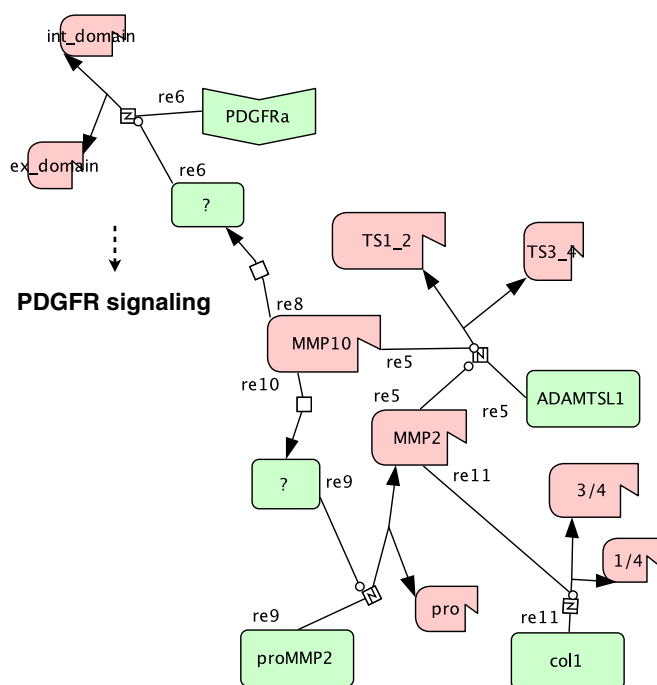 int_domain
re6
PDGFRa
ex_domain
re6
?
TS1_2
TS3_4
PDGFR signaling
re8
MMP10
re5
re10
re5
re5
ADAMTSL1
MMP2
?
re9
re11
3/4
1/4
pro
re9
re11
proMMP2
col1
N
N
N
N